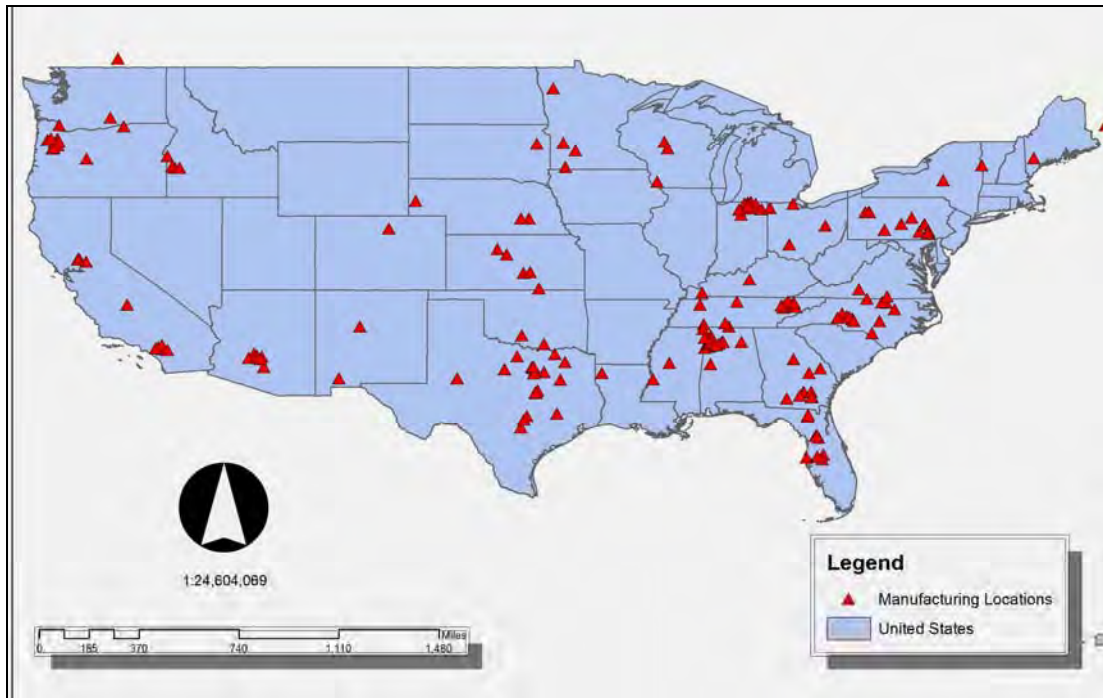 1:24,604,069
Miles
0 185 370 740 1,110 1,480
Legend
Manufacturing Locations
United States